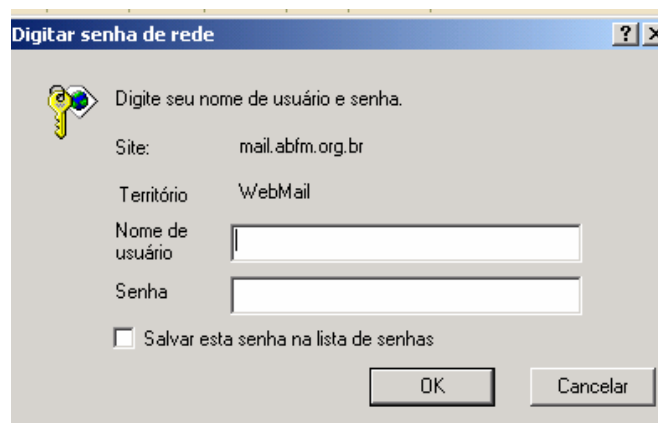 Digitar senha de rede
Digite seu nome de usuário e senha.
Site: mail.abfm.org.br
Território WebMail
Nome de
usuário
Senha
Salvar esta senha na lista de senhas
OK Cancelar